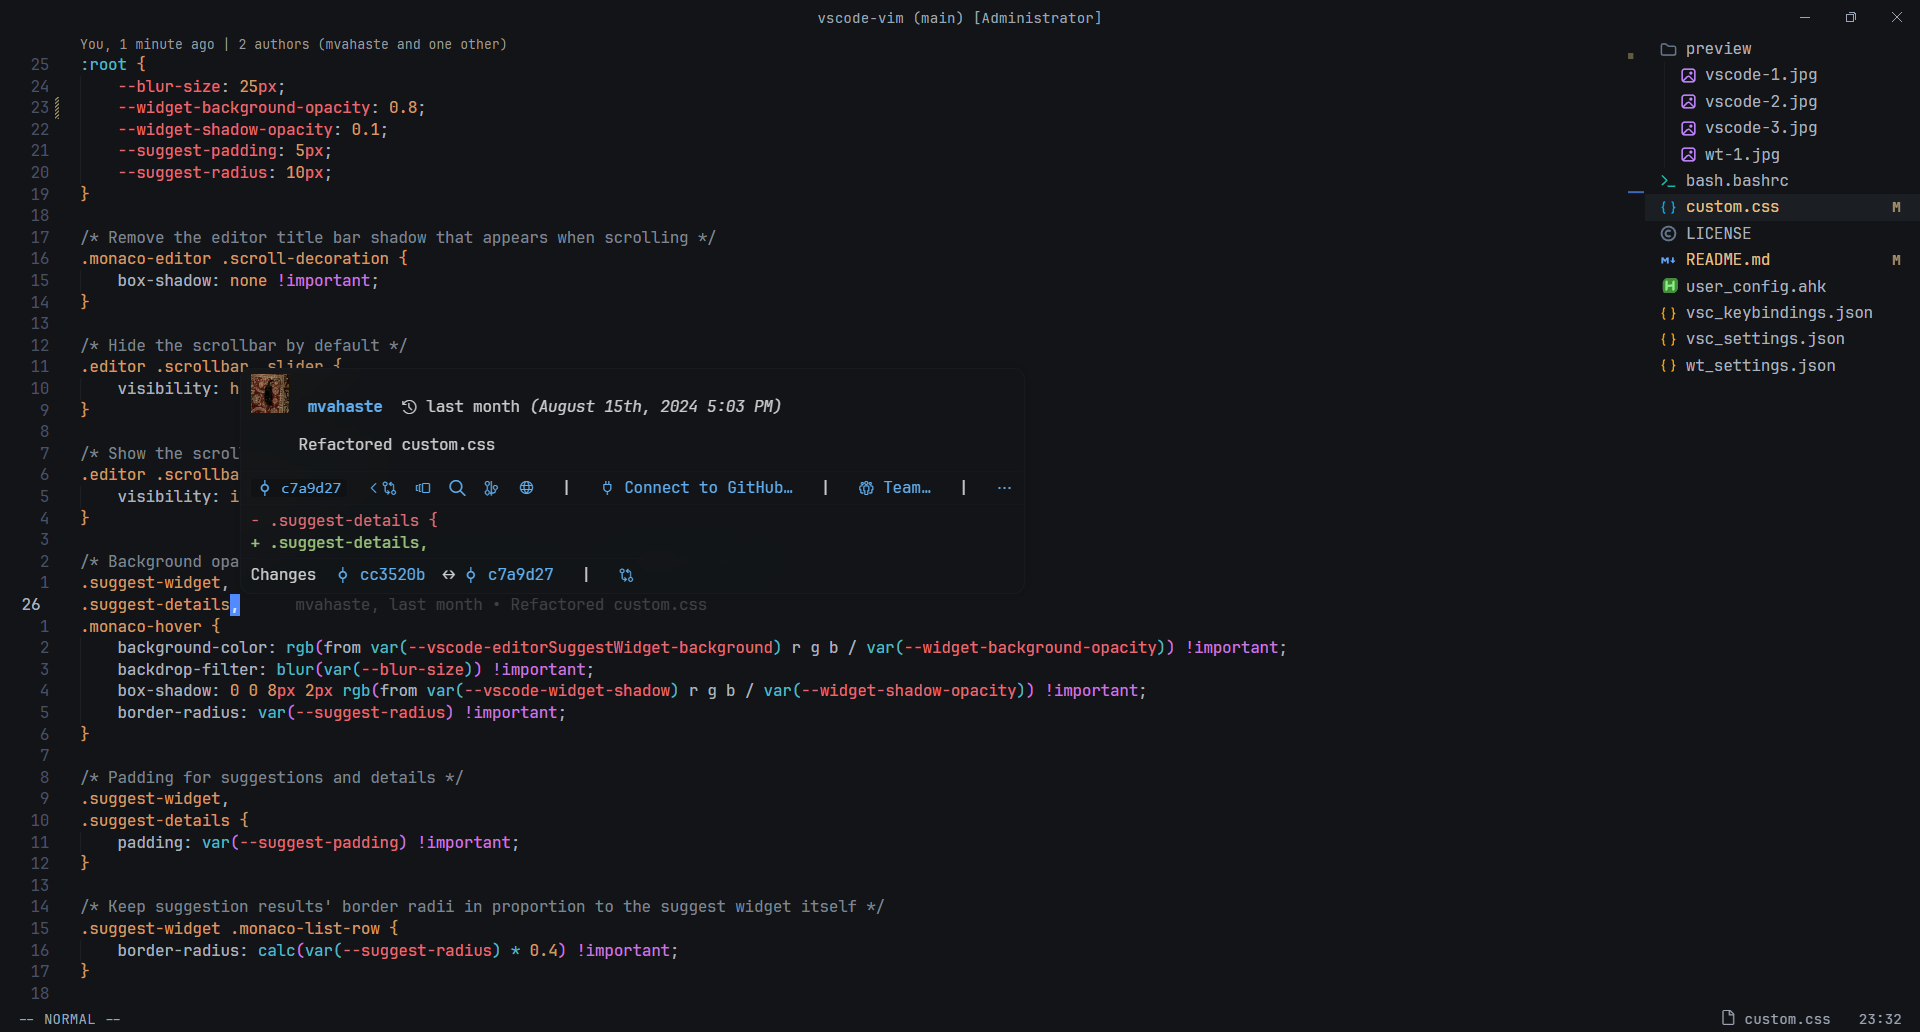 vscode-vim (main) [Administrator]
You, 1 minute ago | 2 authors (mvahaste and one other)
25 :root {
24 --blur-size: 25px;
23 --widget-background-opacity: 0.8;
22 --widget-shadow-opacity: 0.1;
21 --suggest-padding: 5px;
20 --suggest-radius: 10px;
19 }
18
17 /* Remove the editor title bar shadow that appears when scrolling */
16 .monaco-editor .scroll-decoration {
15 box-shadow: none !important;
14 }
13
12 /* Hide the scrollbar by default */
11 .editor .scrollbar .slider {
10 visibility: h
9 }
8
7 /* Show the scrol
6 .editor .scrollba
5 visibility: i
4 }
3
2 /* Background opa
1 .suggest-widget,
mvahaste last month (August 15th, 2024 5:03 PM)
Refactored custom.css
c7a9d27 | Connect to GitHub… | Team… | ···
- .suggest-details {
+ .suggest-details,
Changes cc3520b ↔ c7a9d27 |
26 .suggest-details, mvahaste, last month • Refactored custom.css
1 .monaco-hover {
2 background-color: rgb(from var(--vscode-editorSuggestWidget-background) r g b / var(--widget-background-opacity)) !important;
3 backdrop-filter: blur(var(--blur-size)) !important;
4 box-shadow: 0 0 8px 2px rgb(from var(--vscode-widget-shadow) r g b / var(--widget-shadow-opacity)) !important;
5 border-radius: var(--suggest-radius) !important;
6 }
7
8 /* Padding for suggestions and details */
9 .suggest-widget,
10 .suggest-details {
11 padding: var(--suggest-padding) !important;
12 }
13
14 /* Keep suggestion results' border radii in proportion to the suggest widget itself */
15 .suggest-widget .monaco-list-row {
16 border-radius: calc(var(--suggest-radius) * 0.4) !important;
17 }
18
preview
vscode-1.jpg
vscode-2.jpg
vscode-3.jpg
wt-1.jpg
bash.bashrc
custom.css M
LICENSE
README.md M
user_config.ahk
vsc_keybindings.json
vsc_settings.json
wt_settings.json
-- NORMAL --
custom.css 23:32